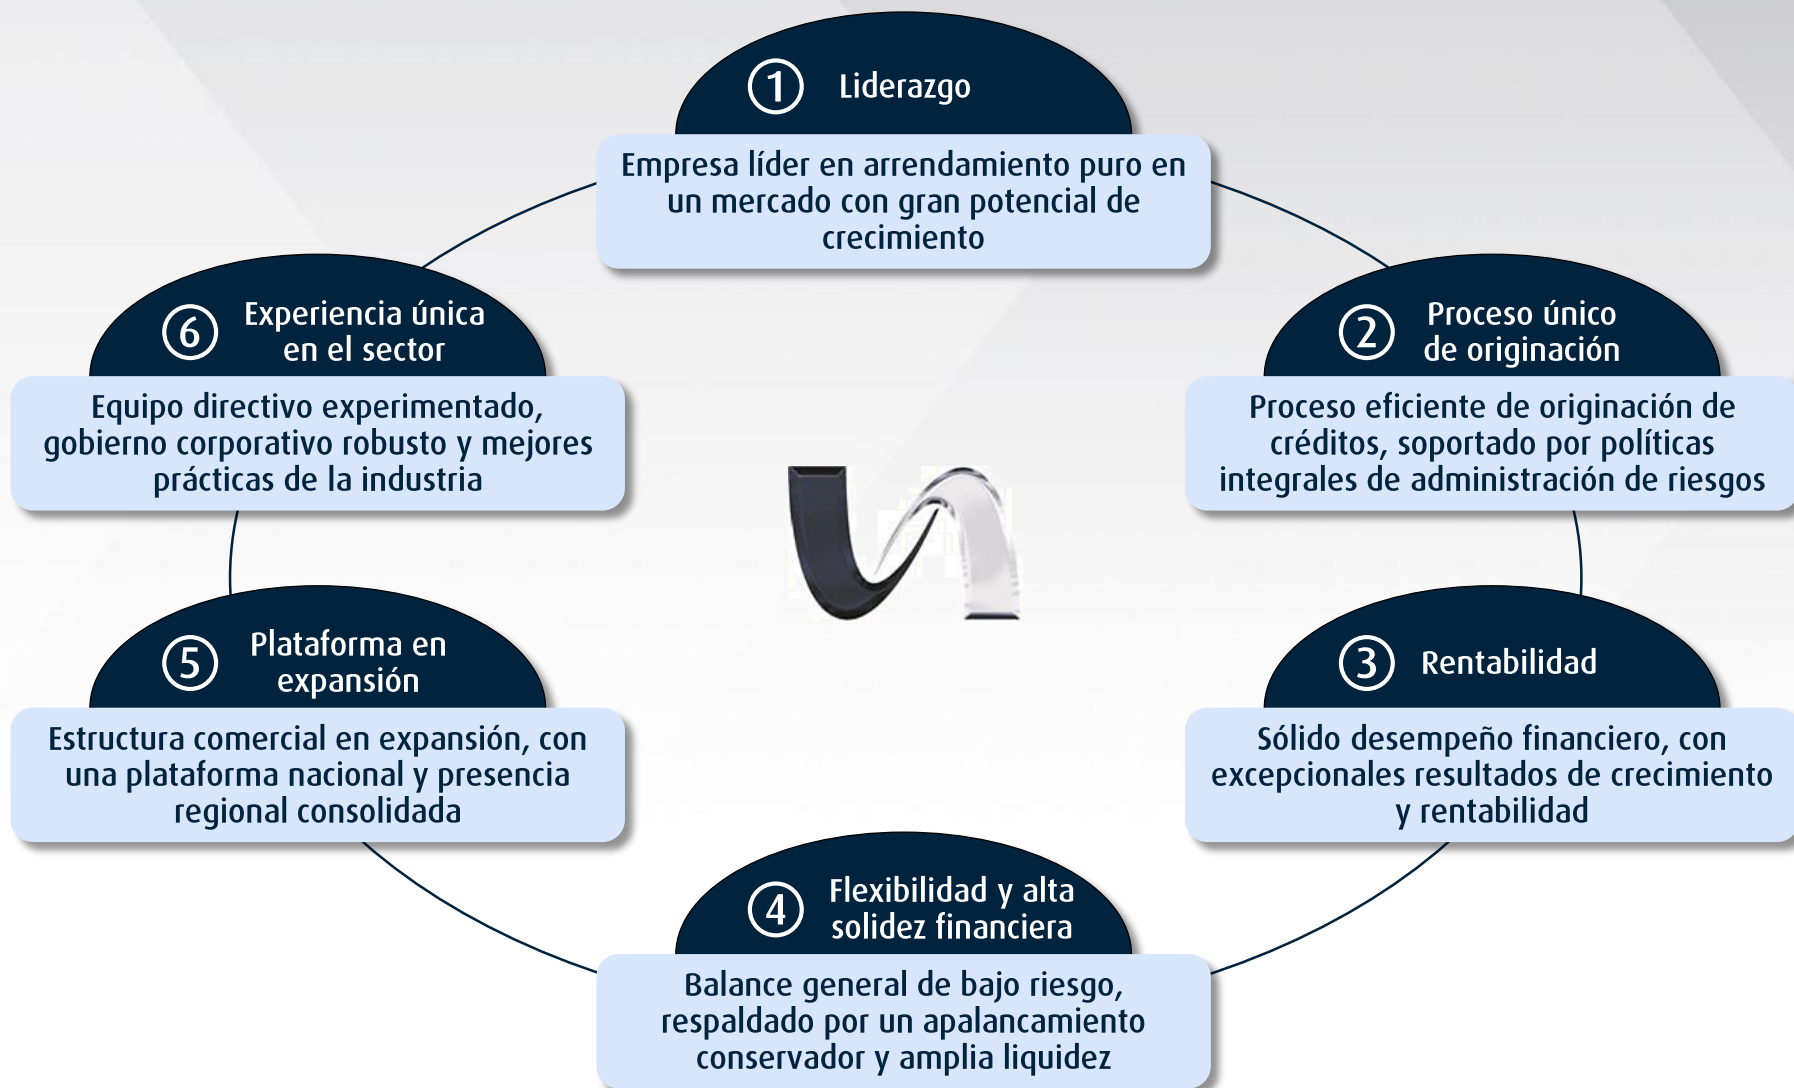 1 Liderazgo
Empresa líder en arrendamiento puro en
un mercado con gran potencial de
crecimiento
2 Proceso único
de originación
Proceso eficiente de originación de
créditos, soportado por políticas
integrales de administración de riesgos
3 Rentabilidad
Sólido desempeño financiero, con
excepcionales resultados de crecimiento
y rentabilidad
4 Flexibilidad y alta
solidez financiera
Balance general de bajo riesgo,
respaldado por un apalancamiento
conservador y amplia liquidez
5 Plataforma en
expansión
Estructura comercial en expansión, con
una plataforma nacional y presencia
regional consolidada
6 Experiencia única
en el sector
Equipo directivo experimentado,
gobierno corporativo robusto y mejores
prácticas de la industria